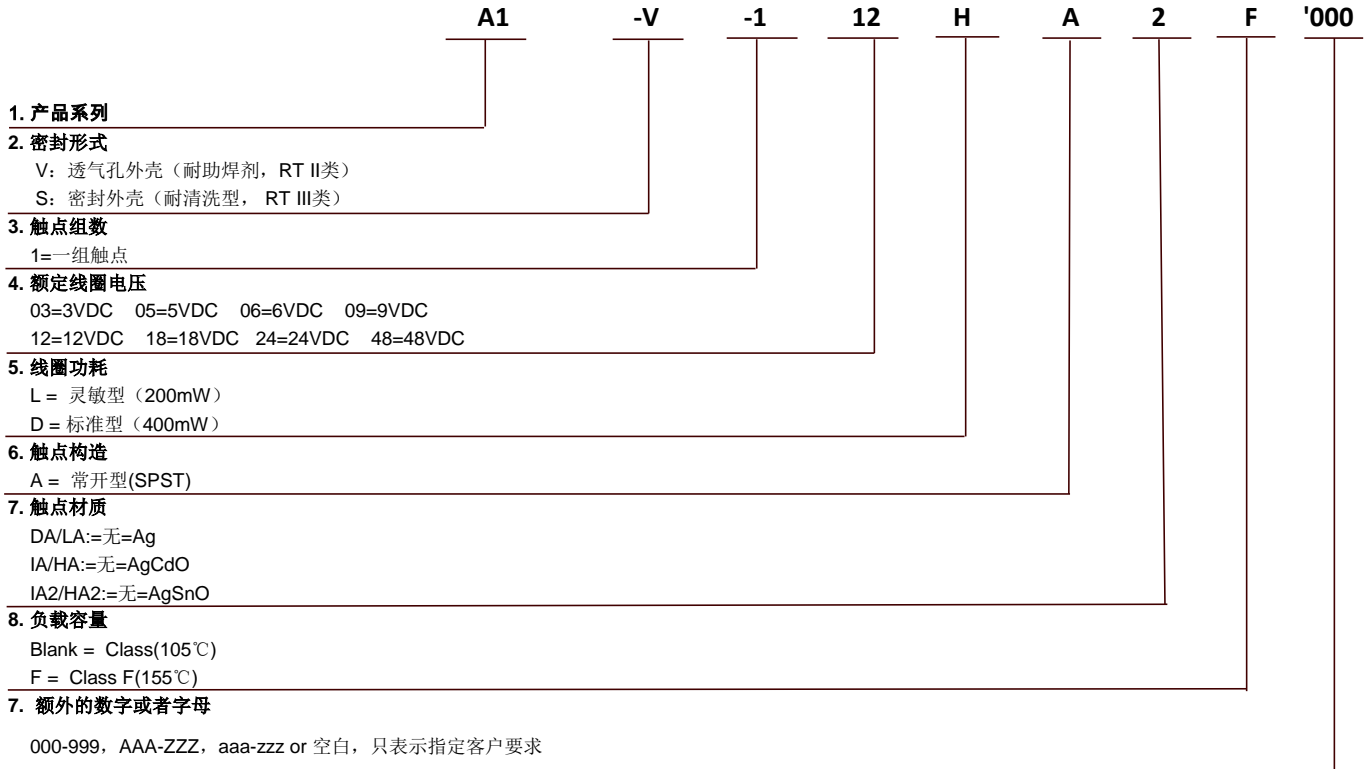 A1 -V -1 12 H A 2 F '000
1. 产品系列
2. 密封形式
V：透气孔外壳（耐助焊剂，RT II类）
S：密封外壳（耐清洗型， RT III类）
3. 触点组数
1=一组触点
4. 额定线圈电压
03=3VDC 05=5VDC 06=6VDC 09=9VDC
12=12VDC 18=18VDC 24=24VDC 48=48VDC
5. 线圈功耗
L = 灵敏型（200mW）
D = 标准型（400mW）
6. 触点构造
A = 常开型(SPST)
7. 触点材质
DA/LA:=无=Ag
IA/HA:=无=AgCdO
IA2/HA2:=无=AgSnO
8. 负载容量
Blank = Class(105℃)
F = Class F(155℃)
7. 额外的数字或者字母
000-999，AAA-ZZZ，aaa-zzz or 空白，只表示指定客户要求